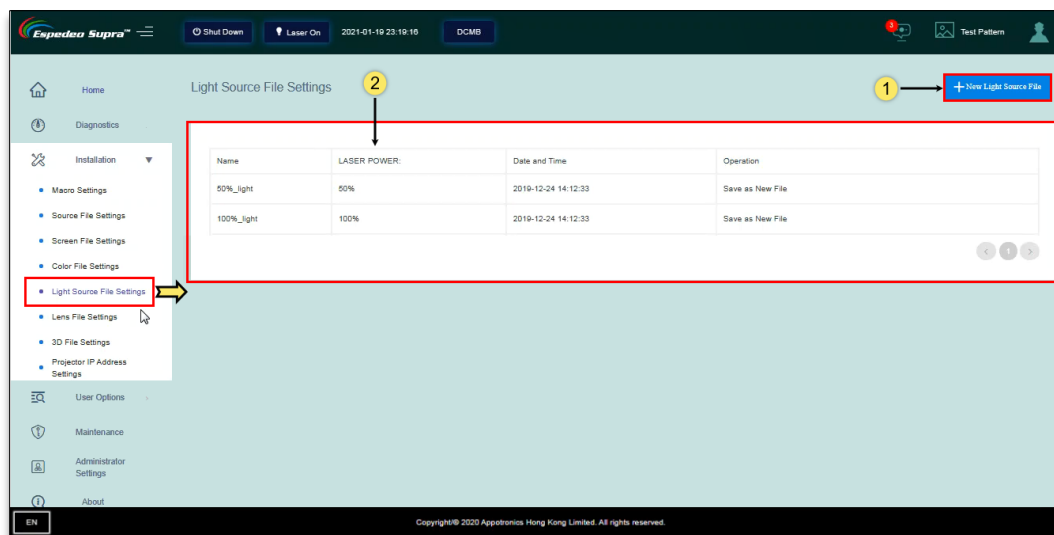 Espedeo Supra™
Shut Down
Laser On
2021-01-19 23:19:16
DCMB
3
Test Pattern
Home
Light Source File Settings
2
1
+ New Light Source File
Diagnostics
Installation
Name
LASER POWER:
Date and Time
Operation
50%_light
50%
2019-12-24 14:12:33
Save as New File
100%_light
100%
2019-12-24 14:12:33
Save as New File
< 1 >
Macro Settings
Source File Settings
Screen File Settings
Color File Settings
Light Source File Settings
Lens File Settings
3D File Settings
Projector IP Address
Settings
User Options
Maintenance
Administrator
Settings
About
EN
Copyright/© 2020 Appotronics Hong Kong Limited. All rights reserved.